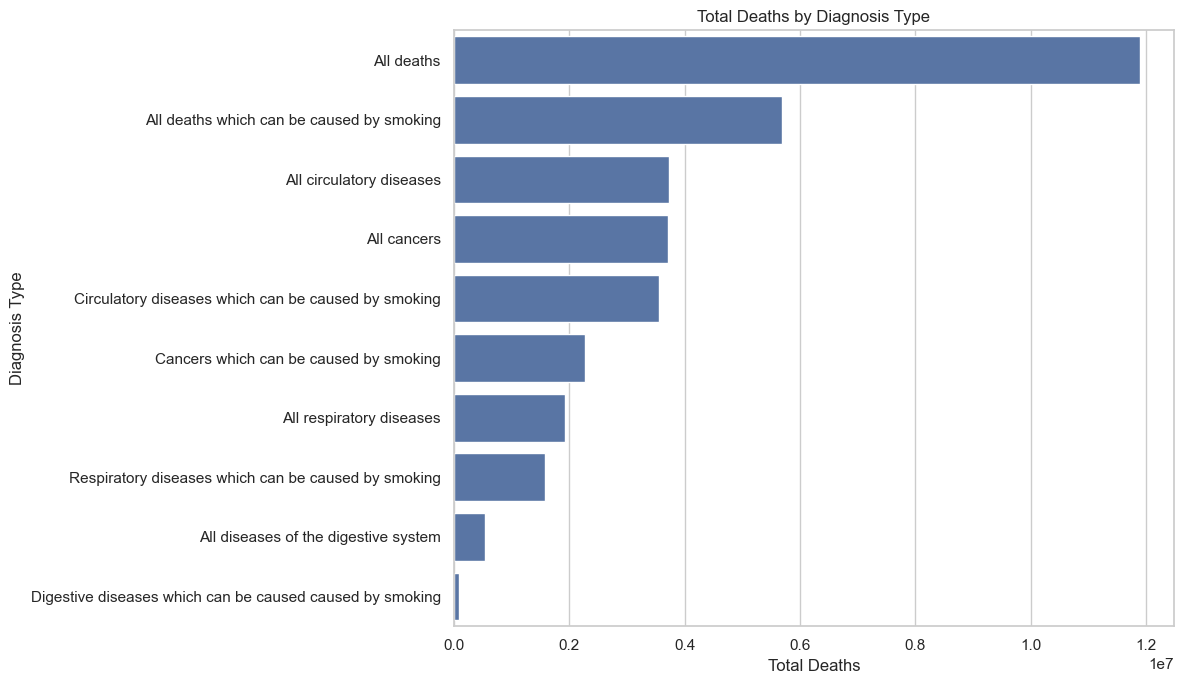 Total Deaths by Diagnosis Type
All deaths
All deaths which can be caused by smoking
All circulatory diseases
All cancers
Circulatory diseases which can be caused by smoking
Cancers which can be caused by smoking
All respiratory diseases
Respiratory diseases which can be caused by smoking
All diseases of the digestive system
Digestive diseases which can be caused caused by smoking
Diagnosis Type
0.0 0.2 0.4 0.6 0.8 1.0 1.2
1e7
Total Deaths